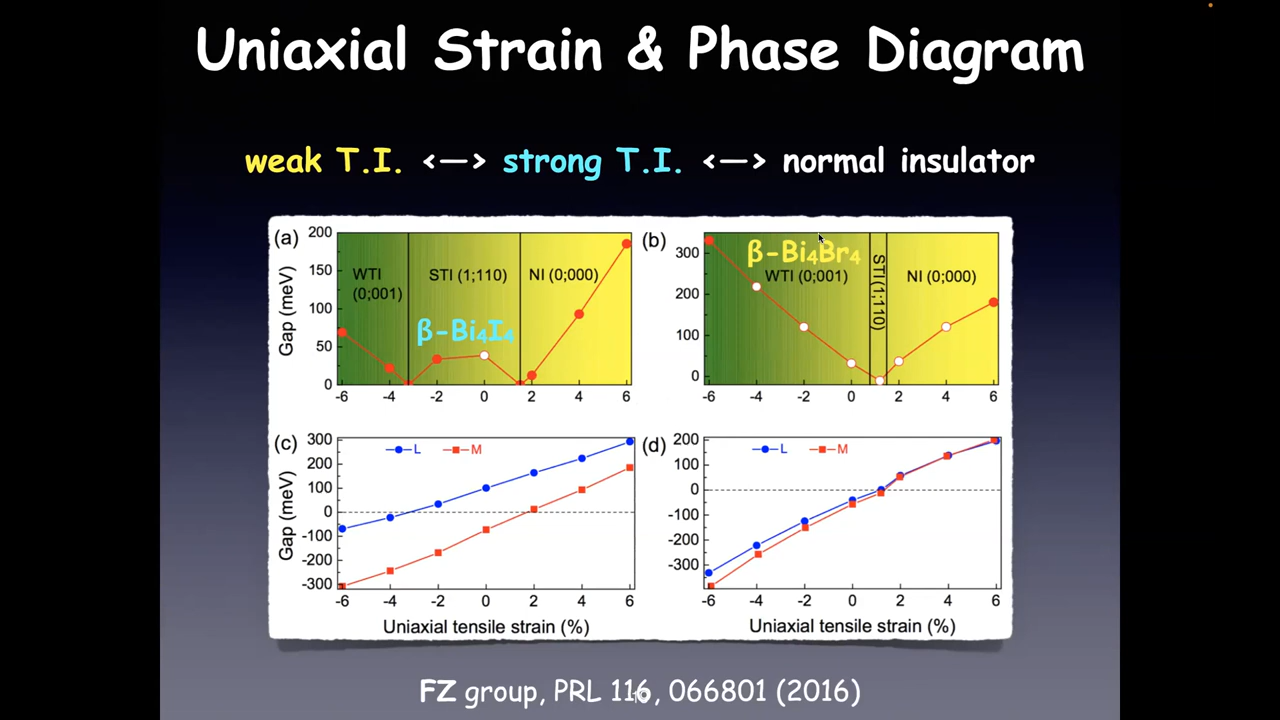 Uniaxial Strain & Phase Diagram
weak T.I. <—> strong T.I. <—> normal insulator
(a)
200
150
100
50
0
Gap (meV)
WTI
(0;001)
STI (1;110)
NI (0;000)
β-Bi₄I₄
-6 -4 -2 0 2 4 6
(b)
300
200
100
0
β-Bi₄Br₄
WTI (0;001)
STI (1;110)
NI (0;000)
-6 -4 -2 0 2 4 6
(c)
300
200
100
0
-100
-200
-300
Gap (meV)
L M
-6 -4 -2 0 2 4 6
Uniaxial tensile strain (%)
(d)
200
100
0
-100
-200
-300
L M
-6 -4 -2 0 2 4 6
Uniaxial tensile strain (%)
FZ group, PRL 116, 066801 (2016)